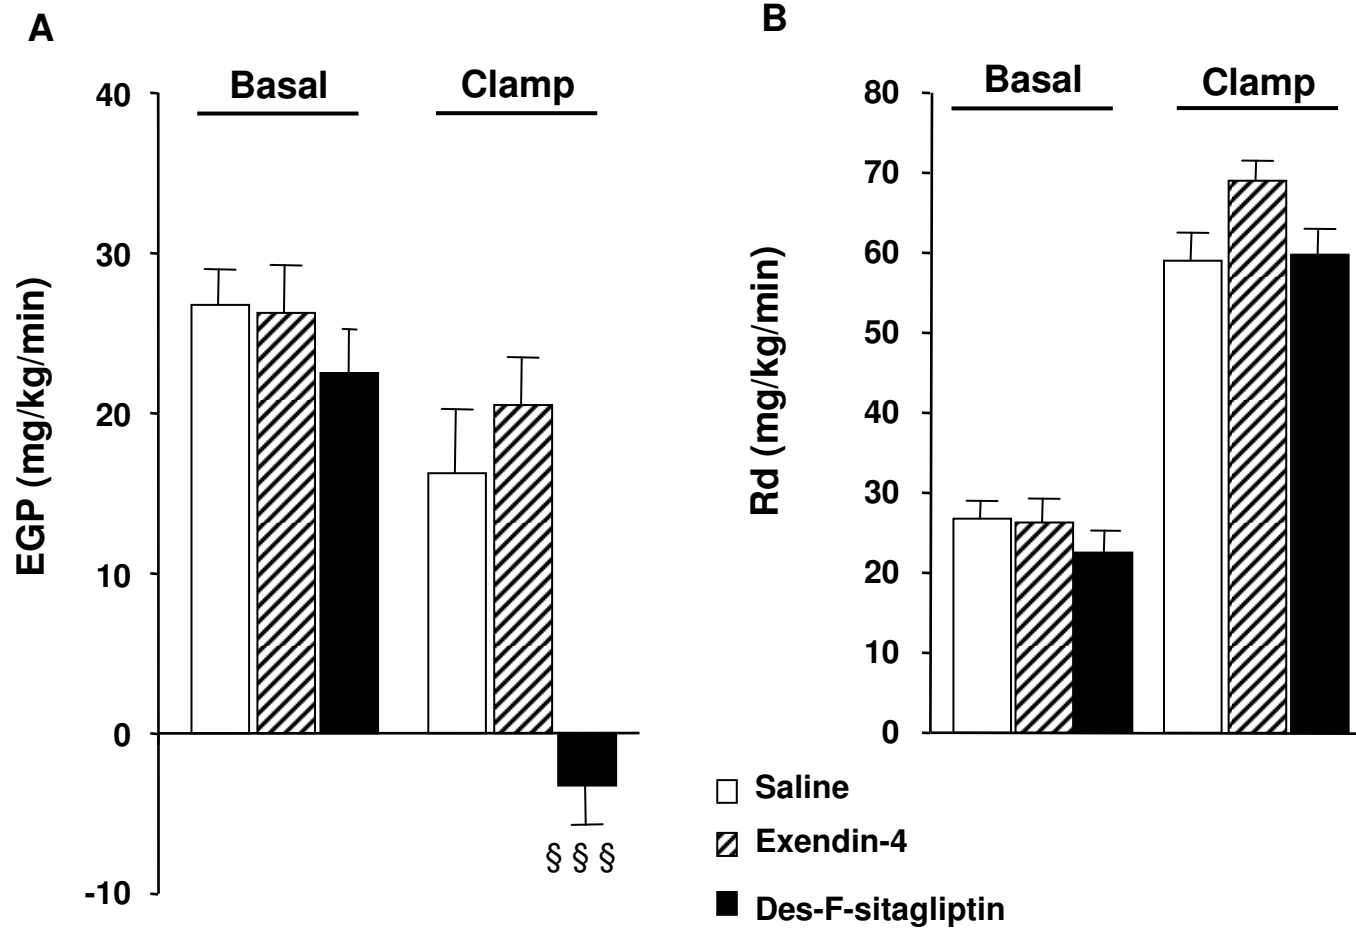 A
Basal
Clamp
40
30
20
10
0
-10
EGP (mg/kg/min)
§ § §
B
Basal
Clamp
80
70
60
50
40
30
20
10
0
Rd (mg/kg/min)
Saline
Exendin-4
Des-F-sitagliptin